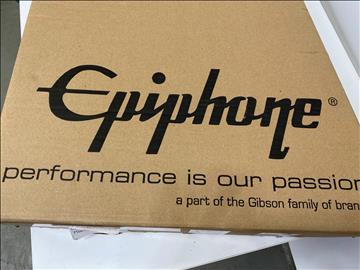 Epiphone®
performance is our passion
a part of the Gibson family of bran